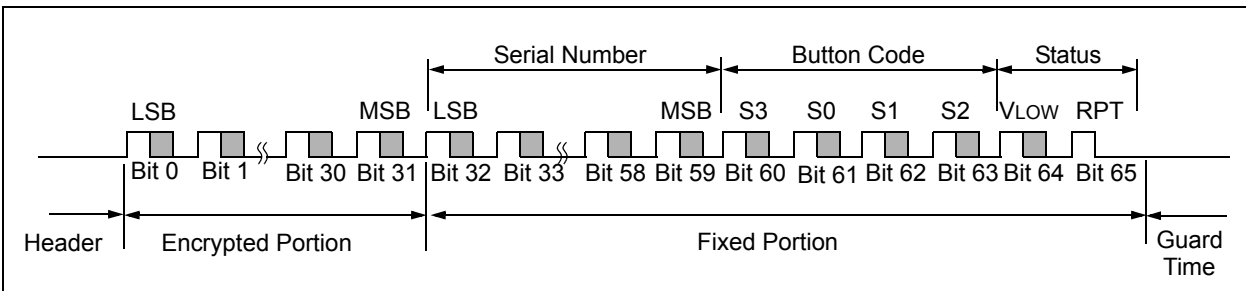 Serial Number Button Code Status
LSB MSB LSB MSB S3 S0 S1 S2 VLOW RPT
Bit 0 Bit 1 Bit 30 Bit 31 Bit 32 Bit 33 Bit 58 Bit 59 Bit 60 Bit 61 Bit 62 Bit 63 Bit 64 Bit 65
Header Encrypted Portion Fixed Portion Guard
Time